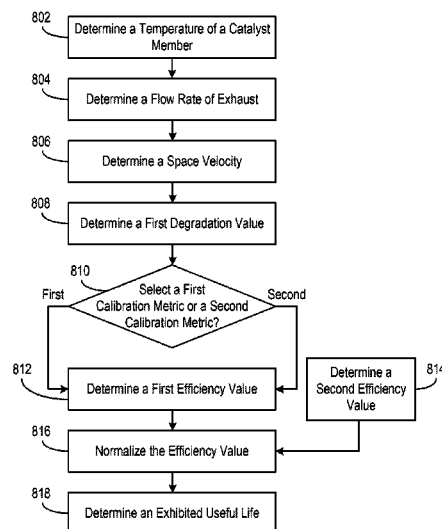 802
Determine a Temperature of a Catalyst
Member
804
Determine a Flow Rate of Exhaust
806
Determine a Space Velocity
808
Determine a First Degradation Value
810
First
Select a First
Second
Calibration Metric or a Second
Calibration Metric?
812
Determine a First Efficiency Value
814
Determine a
Second Efficiency
Value
816
Normalize the Efficiency Value
818
Determine an Exhibited Useful Life